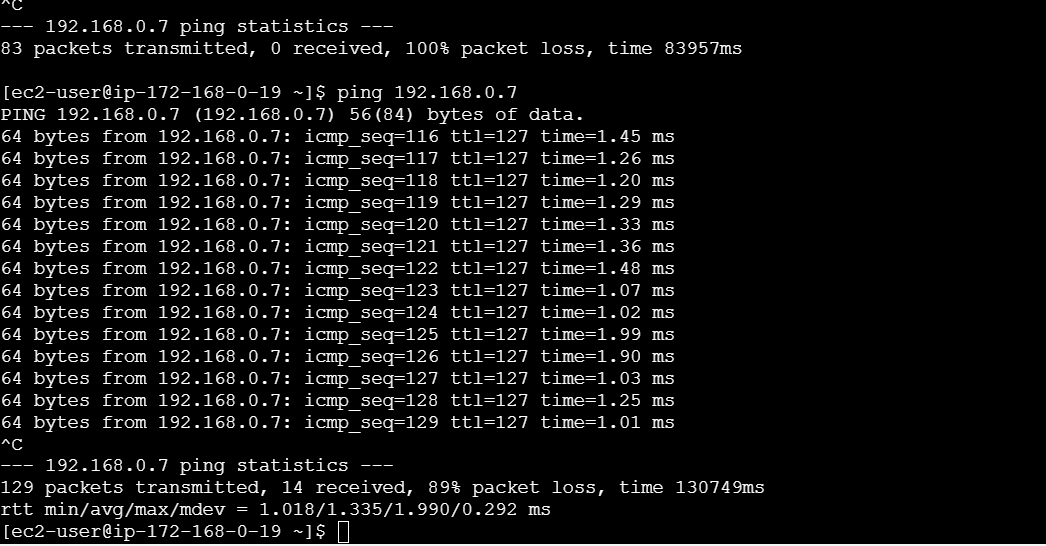 ^C
--- 192.168.0.7 ping statistics ---
83 packets transmitted, 0 received, 100% packet loss, time 83957ms

[ec2-user@ip-172-168-0-19 ~]$ ping 192.168.0.7
PING 192.168.0.7 (192.168.0.7) 56(84) bytes of data.
64 bytes from 192.168.0.7: icmp_seq=116 ttl=127 time=1.45 ms
64 bytes from 192.168.0.7: icmp_seq=117 ttl=127 time=1.26 ms
64 bytes from 192.168.0.7: icmp_seq=118 ttl=127 time=1.20 ms
64 bytes from 192.168.0.7: icmp_seq=119 ttl=127 time=1.29 ms
64 bytes from 192.168.0.7: icmp_seq=120 ttl=127 time=1.33 ms
64 bytes from 192.168.0.7: icmp_seq=121 ttl=127 time=1.36 ms
64 bytes from 192.168.0.7: icmp_seq=122 ttl=127 time=1.48 ms
64 bytes from 192.168.0.7: icmp_seq=123 ttl=127 time=1.07 ms
64 bytes from 192.168.0.7: icmp_seq=124 ttl=127 time=1.02 ms
64 bytes from 192.168.0.7: icmp_seq=125 ttl=127 time=1.99 ms
64 bytes from 192.168.0.7: icmp_seq=126 ttl=127 time=1.90 ms
64 bytes from 192.168.0.7: icmp_seq=127 ttl=127 time=1.03 ms
64 bytes from 192.168.0.7: icmp_seq=128 ttl=127 time=1.25 ms
64 bytes from 192.168.0.7: icmp_seq=129 ttl=127 time=1.01 ms
^C
--- 192.168.0.7 ping statistics ---
129 packets transmitted, 14 received, 89% packet loss, time 130749ms
rtt min/avg/max/mdev = 1.018/1.335/1.990/0.292 ms
[ec2-user@ip-172-168-0-19 ~]$